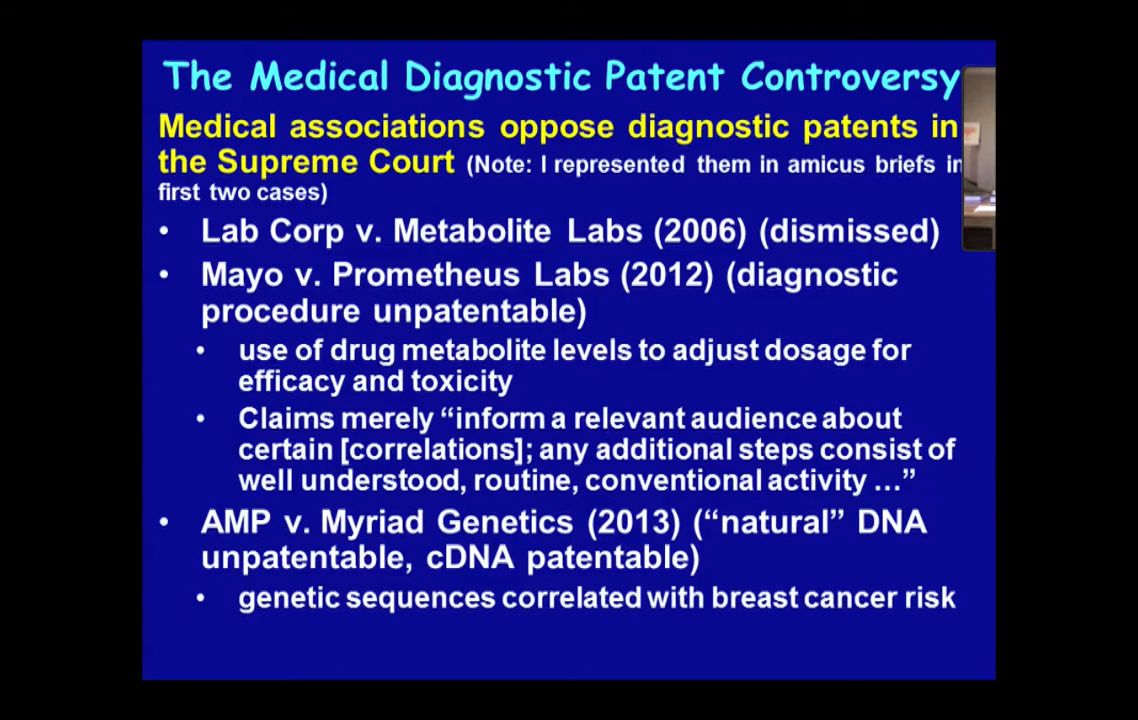 The Medical Diagnostic Patent Controversy
Medical associations oppose diagnostic patents in
the Supreme Court (Note: I represented them in amicus briefs in
first two cases)
• Lab Corp v. Metabolite Labs (2006) (dismissed)
• Mayo v. Prometheus Labs (2012) (diagnostic
procedure unpatentable)
• use of drug metabolite levels to adjust dosage for
efficacy and toxicity
• Claims merely “inform a relevant audience about
certain [correlations]; any additional steps consist of
well understood, routine, conventional activity …”
• AMP v. Myriad Genetics (2013) (“natural” DNA
unpatentable, cDNA patentable)
• genetic sequences correlated with breast cancer risk